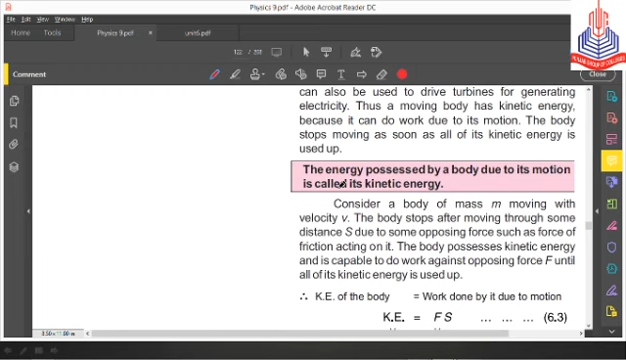 Physics 9.pdf - Adobe Acrobat Reader DC
File Edit View Window Help
Home Tools Physics 9.pdf × unit6.pdf
Comment
Close
can also be used to drive turbines for generating
electricity. Thus a moving body has kinetic energy,
because it can do work due to its motion. The body
stops moving as soon as all of its kinetic energy is
used up.
The energy possessed by a body due to its motion
is called its kinetic energy.
Consider a body of mass m moving with
velocity v. The body stops after moving through some
distance S due to some opposing force such as force of
friction acting on it. The body possesses kinetic energy
and is capable to do work against opposing force F until
all of its kinetic energy is used up.
∴ K.E. of the body = Work done by it due to motion
K.E. = F S ... ... ... (6.3)